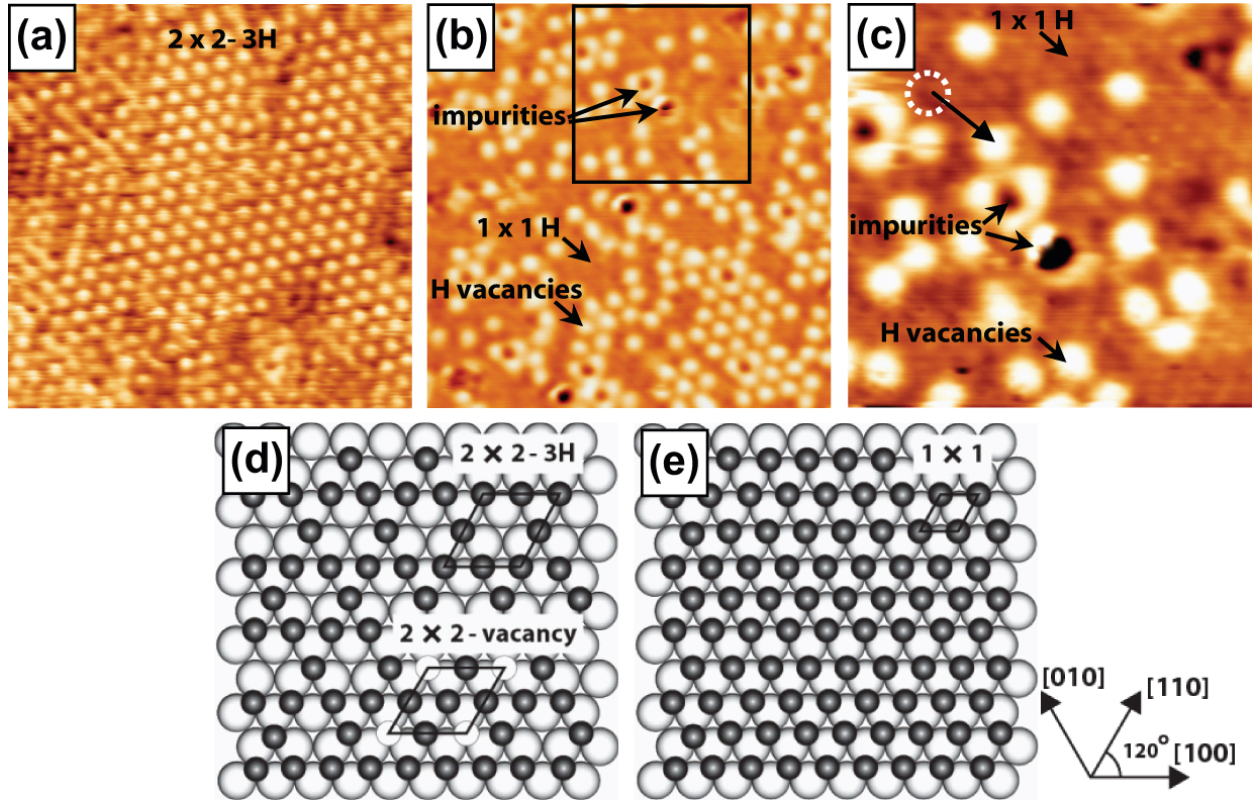 (a)
2 x 2- 3H
(b)
impurities
1 x 1 H
H vacancies
(c)
1 x 1 H
impurities
H vacancies
(d)
2 × 2 - 3H
2 × 2 - vacancy
(e)
1 × 1
[010]
[110]
120°
[100]